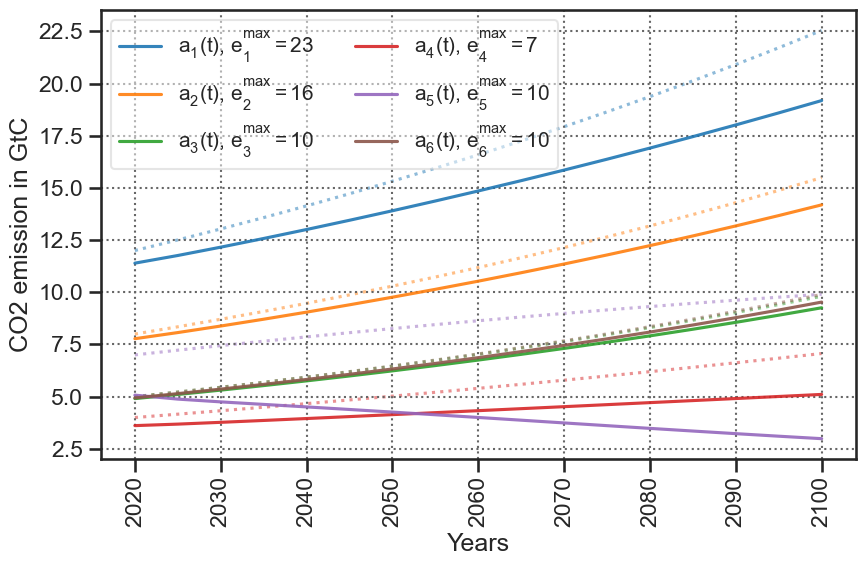 22.5
20.0
17.5
15.0
12.5
10.0
7.5
5.0
2.5
CO2 emission in GtC
a₁(t), e₁ᵐᵃˣ = 23
a₂(t), e₂ᵐᵃˣ = 16
a₃(t), e₃ᵐᵃˣ = 10
a₄(t), e₄ᵐᵃˣ = 7
a₅(t), e₅ᵐᵃˣ = 10
a₆(t), e₆ᵐᵃˣ = 10
2020
2030
2040
2050
2060
2070
2080
2090
2100
Years